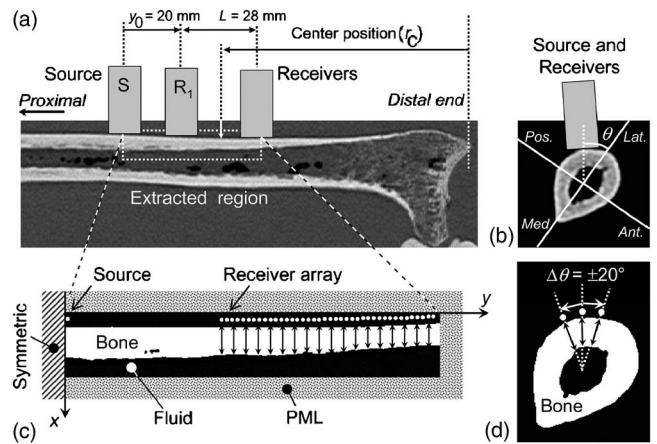 (a)
y₀ = 20 mm
L = 28 mm
Center position (r_C)
Source
S
R₁
Receivers
Proximal
Distal end
Extracted region
Source and
Receivers
Pos.
θ
Lat.
Med
Ant.
(b)
Source
Receiver array
y
Symmetric
Bone
Fluid
PML
x
(c)
Δθ = ±20°
Bone
(d)